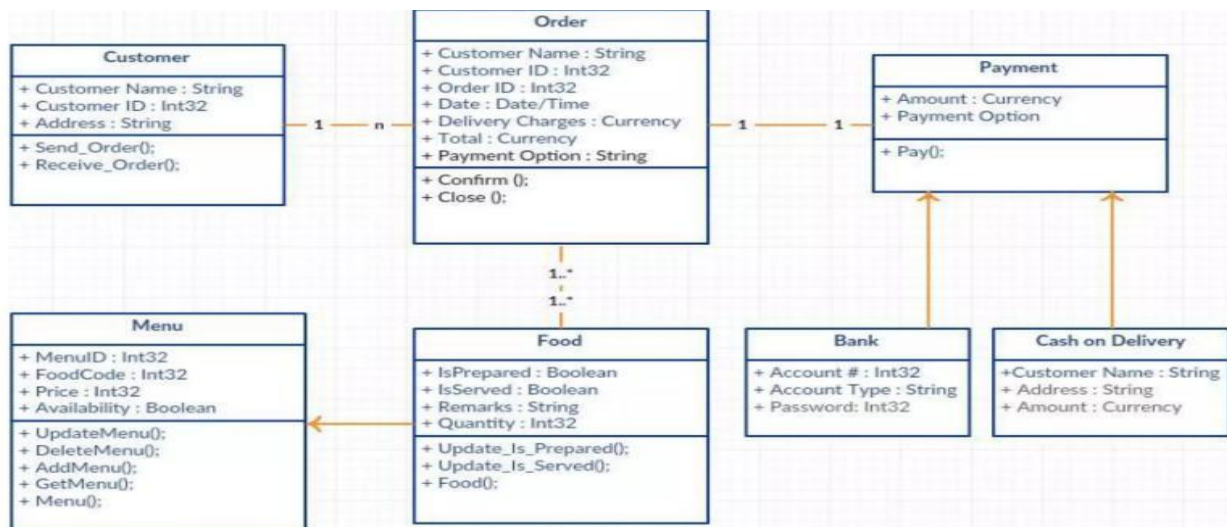 Order
+ Customer Name : String
+ Customer ID : Int32
+ Order ID : Int32
+ Date : Date/Time
+ Delivery Charges : Currency
+ Total : Currency
+ Payment Option : String
+ Confirm ();
+ Close ();
Customer
+ Customer Name : String
+ Customer ID : Int32
+ Address : String
+ Send_Order();
+ Receive_Order();
1 n
1 1
Payment
+ Amount : Currency
+ Payment Option
+ Pay();
1..*
1..*
Menu
+ MenuID : Int32
+ FoodCode : Int32
+ Price : Int32
+ Availability : Boolean
+ UpdateMenu();
+ DeleteMenu();
+ AddMenu();
+ GetMenu();
+ Menu();
Food
+ IsPrepared : Boolean
+ IsServed : Boolean
+ Remarks : String
+ Quantity : Int32
+ Update_Is_Prepared();
+ Update_Is_Served();
+ Food();
Bank
+ Account # : Int32
+ Account Type : String
+ Password: Int32
Cash on Delivery
+Customer Name : String
+ Address : String
+ Amount : Currency